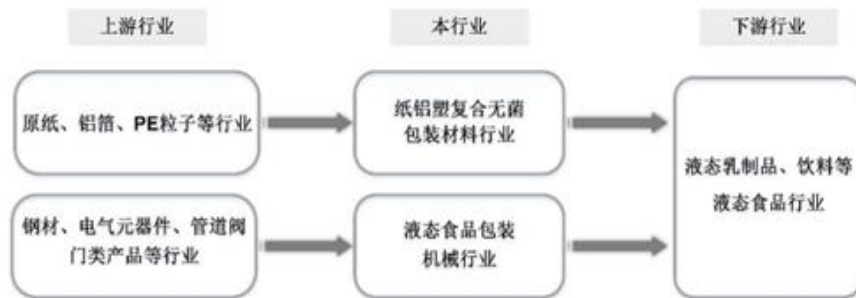 上游行业
本行业
下游行业
原纸、铝箔、PE粒子等行业
纸铝塑复合无菌
包装材料行业
液态乳制品、饮料等
液态食品行业
钢材、电气元器件、管道阀
门类产品等行业
液态食品包装
机械行业